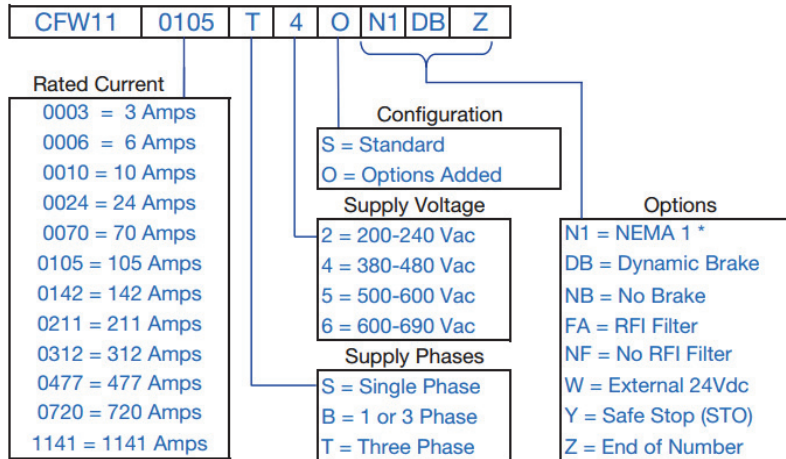 CFW11 0105 T 4 O N1 DB Z
Rated Current
0003 = 3 Amps
0006 = 6 Amps
0010 = 10 Amps
0024 = 24 Amps
0070 = 70 Amps
0105 = 105 Amps
0142 = 142 Amps
0211 = 211 Amps
0312 = 312 Amps
0477 = 477 Amps
0720 = 720 Amps
1141 = 1141 Amps
Configuration
S = Standard
O = Options Added
Supply Voltage
2 = 200-240 Vac
4 = 380-480 Vac
5 = 500-600 Vac
6 = 600-690 Vac
Supply Phases
S = Single Phase
B = 1 or 3 Phase
T = Three Phase
Options
N1 = NEMA 1 *
DB = Dynamic Brake
NB = No Brake
FA = RFI Filter
NF = No RFI Filter
W = External 24Vdc
Y = Safe Stop (STO)
Z = End of Number